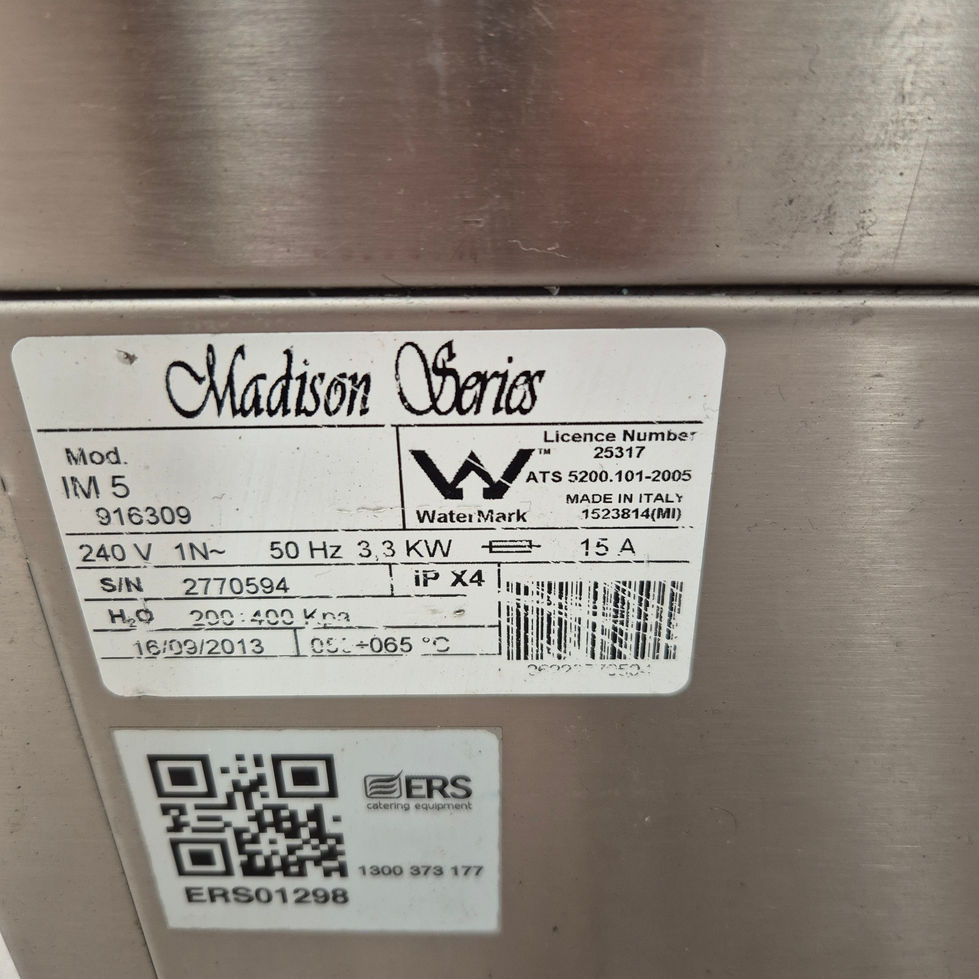 Madison Series
Mod.
IM 5
916309
WaterMark
TM
Licence Number
25317
ATS 5200.101-2005
MADE IN ITALY
1523814(MI)
240 V 1N~ 50 Hz 3,3 KW 15 A
S/N 2770594 iP X4
H₂O 200÷400 Kpa
16/09/2013 ÷065 °C
ERS
catering equipment
1300 373 177
ERS01298